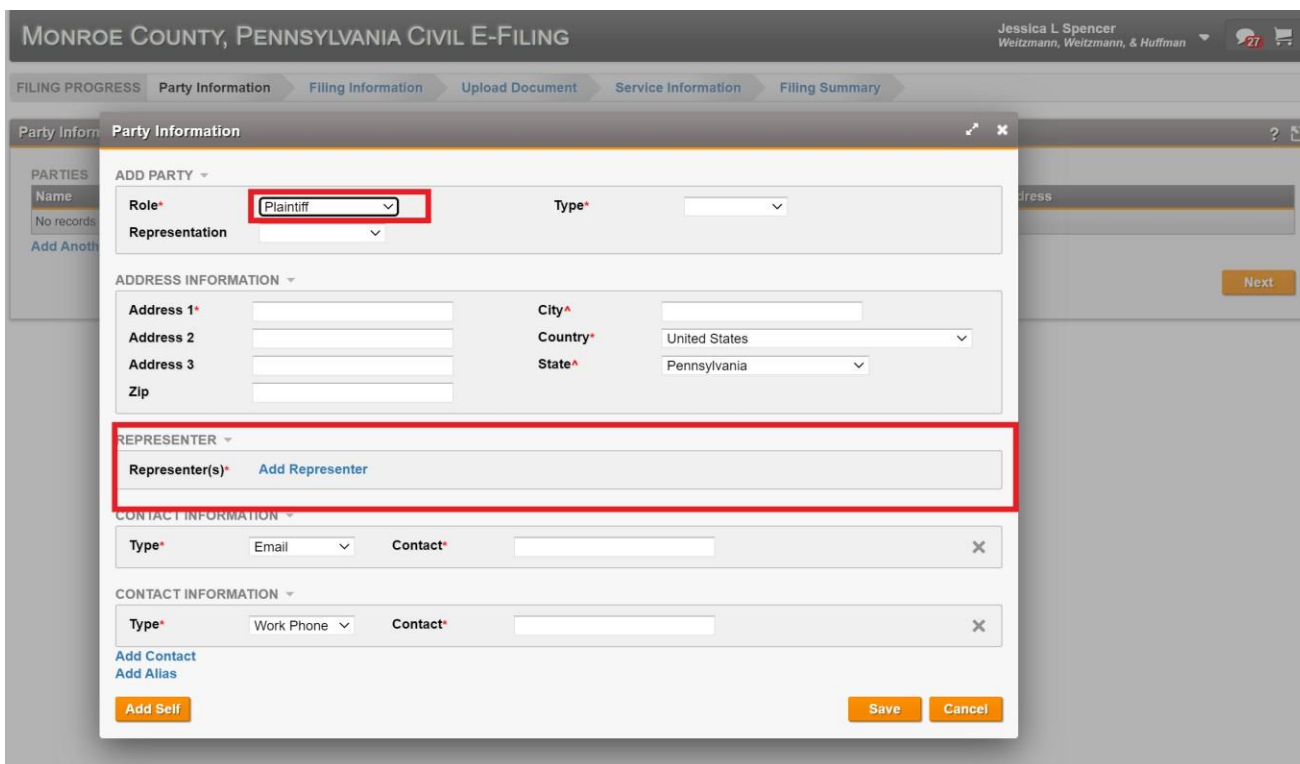 MONROE COUNTY, PENNSYLVANIA CIVIL E-FILING
Jessica L Spencer
Weitzmann, Weitzmann, & Huffman
27
FILING PROGRESS Party Information Filing Information Upload Document Service Information Filing Summary
Party Inform
Party Information
?
PARTIES
Name
dress
No records
Add Anoth
Next
ADD PARTY
Role* Plaintiff Type*
Representation
ADDRESS INFORMATION
Address 1* City^
Address 2 Country* United States
Address 3 State^ Pennsylvania
Zip
REPRESENTER
Representer(s)* Add Representer
CONTACT INFORMATION
Type* Email Contact*
CONTACT INFORMATION
Type* Work Phone Contact*
Add Contact
Add Alias
Add Self Save Cancel